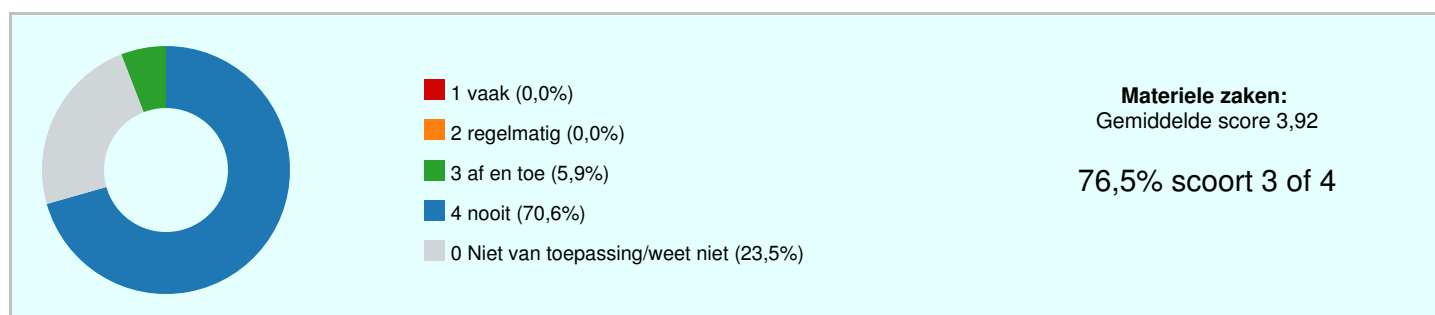 1 vaak (0,0%)
2 regelmatig (0,0%)
3 af en toe (5,9%)
4 nooit (70,6%)
0 Niet van toepassing/weet niet (23,5%)
Materiele zaken:
Gemiddelde score 3,92
76,5% scoort 3 of 4